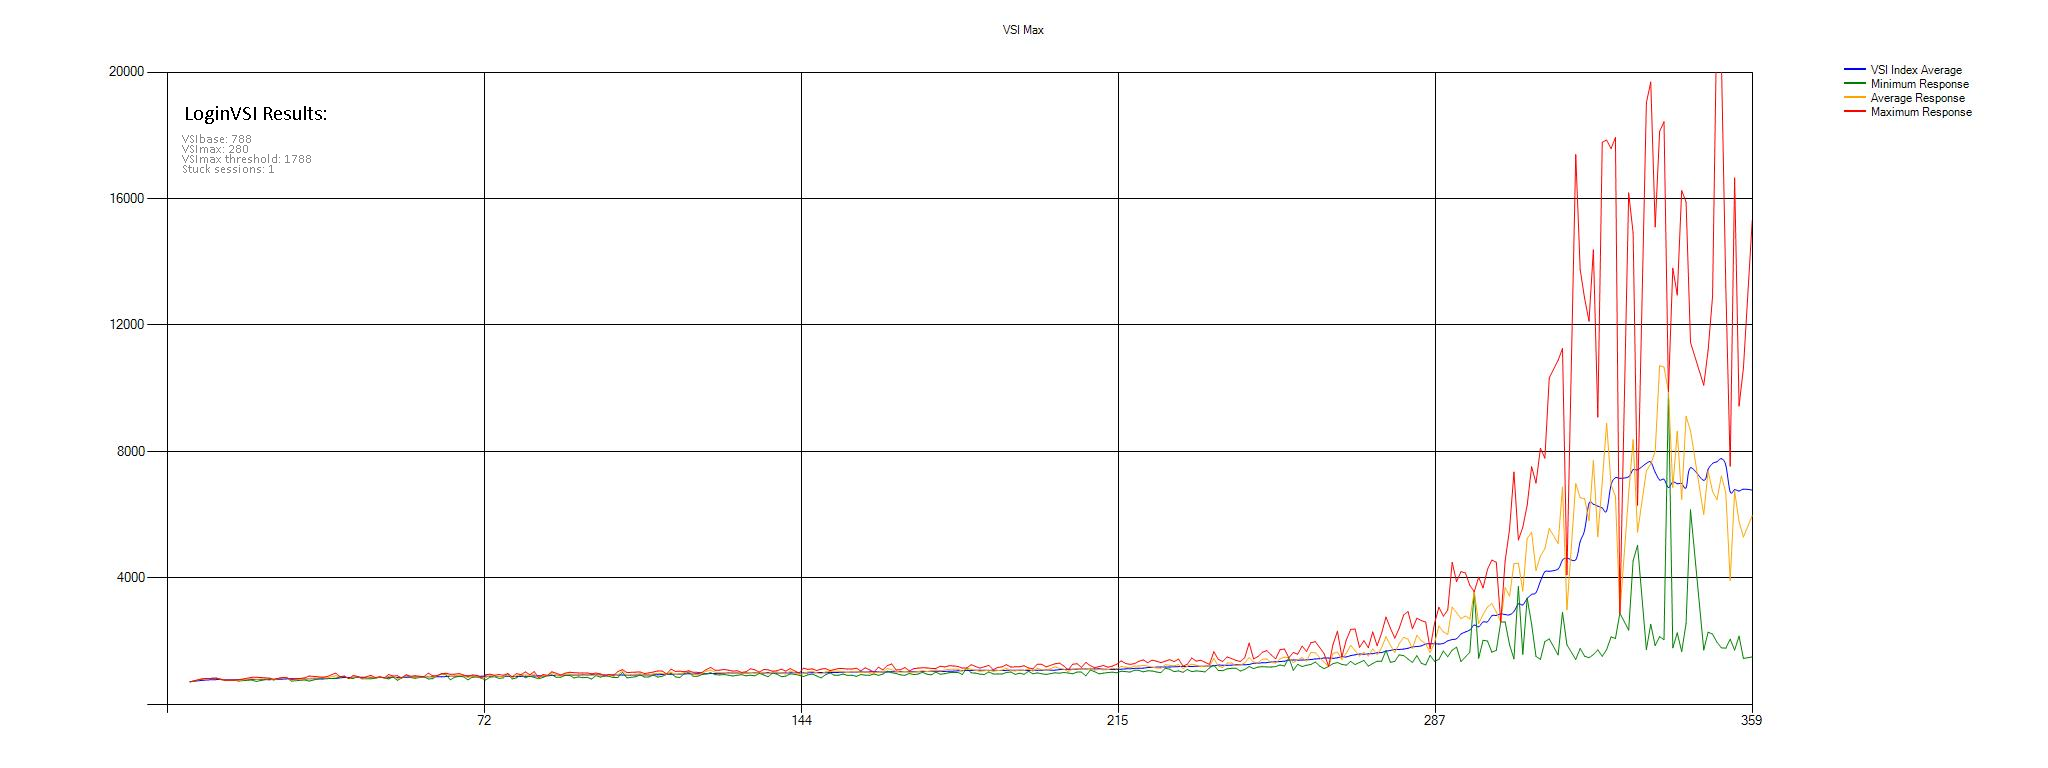 VSI Max
20000
16000
12000
8000
4000
LoginVSI Results:
VSIbase: 788
VSImax: 280
VSImax threshold: 1788
Stuck sessions: 1
VSI Index Average
Minimum Response
Average Response
Maximum Response
72
144
215
287
359